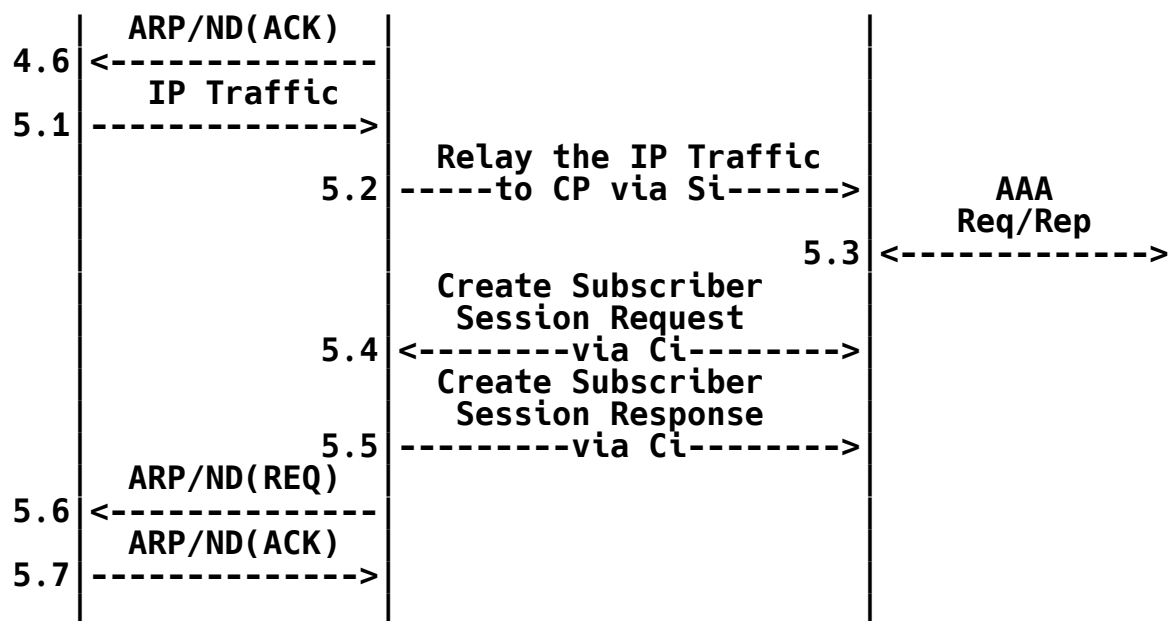 |  ARP/ND(ACK)  |                        |
   4.6|<--------------|                        |
      |   IP Traffic  |                        |
   5.1|-------------->|                        |
      |               |  Relay the IP Traffic  |
      |            5.2|-----to CP via Si------>|      AAA
      |               |                        |    Req/Rep
      |               |                     5.3|<-------------->
      |               |  Create Subscriber     |
      |               |   Session Request      |
      |            5.4|<--------via Ci-------->|
      |               |  Create Subscriber     |
      |               |   Session Response     |
      |            5.5|---------via Ci-------->|
      |  ARP/ND(REQ)  |                        |
   5.6|<--------------|                        |
      |  ARP/ND(ACK)  |                        |
   5.7|-------------->|                        |
      |               |                        |